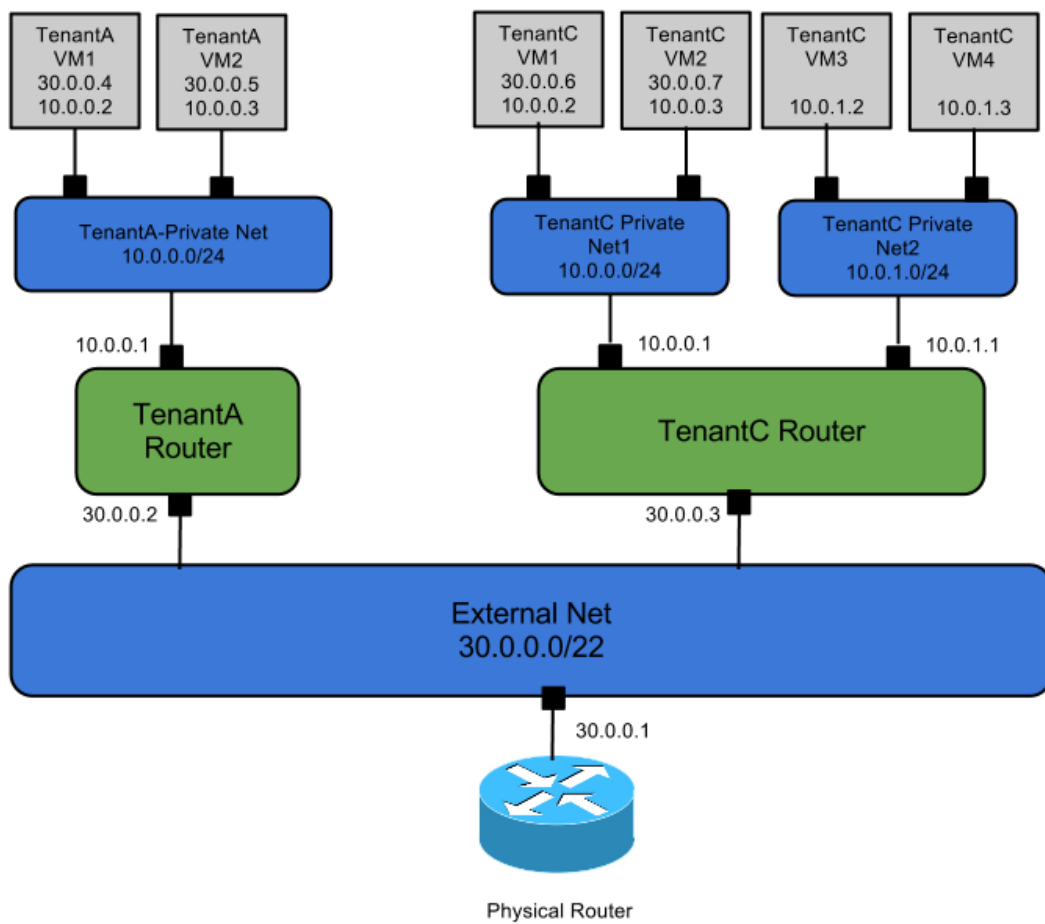 TenantA
VM1
30.0.0.4
10.0.0.2
TenantA
VM2
30.0.0.5
10.0.0.3
TenantC
VM1
30.0.0.6
10.0.0.2
TenantC
VM2
30.0.0.7
10.0.0.3
TenantC
VM3
10.0.1.2
TenantC
VM4
10.0.1.3
TenantA-Private Net
10.0.0.0/24
TenantC Private
Net1
10.0.0.0/24
TenantC Private
Net2
10.0.1.0/24
10.0.0.1
10.0.0.1
10.0.1.1
TenantA
Router
TenantC Router
30.0.0.2
30.0.0.3
External Net
30.0.0.0/22
30.0.0.1
Physical Router